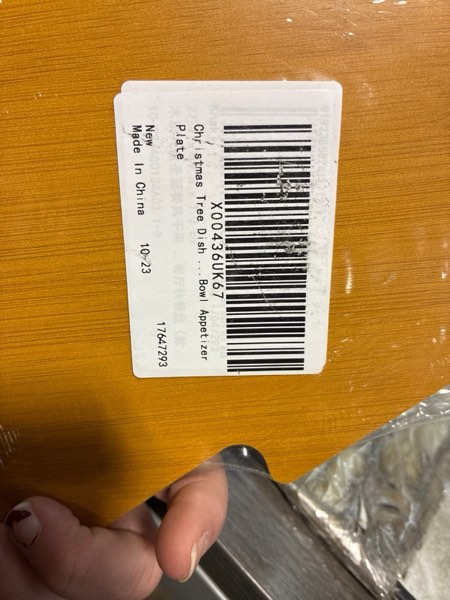 X00436UK67
Christmas Tree Dish ...Bowl Appetizer
Plate
New
Made In China 10-23
17647293